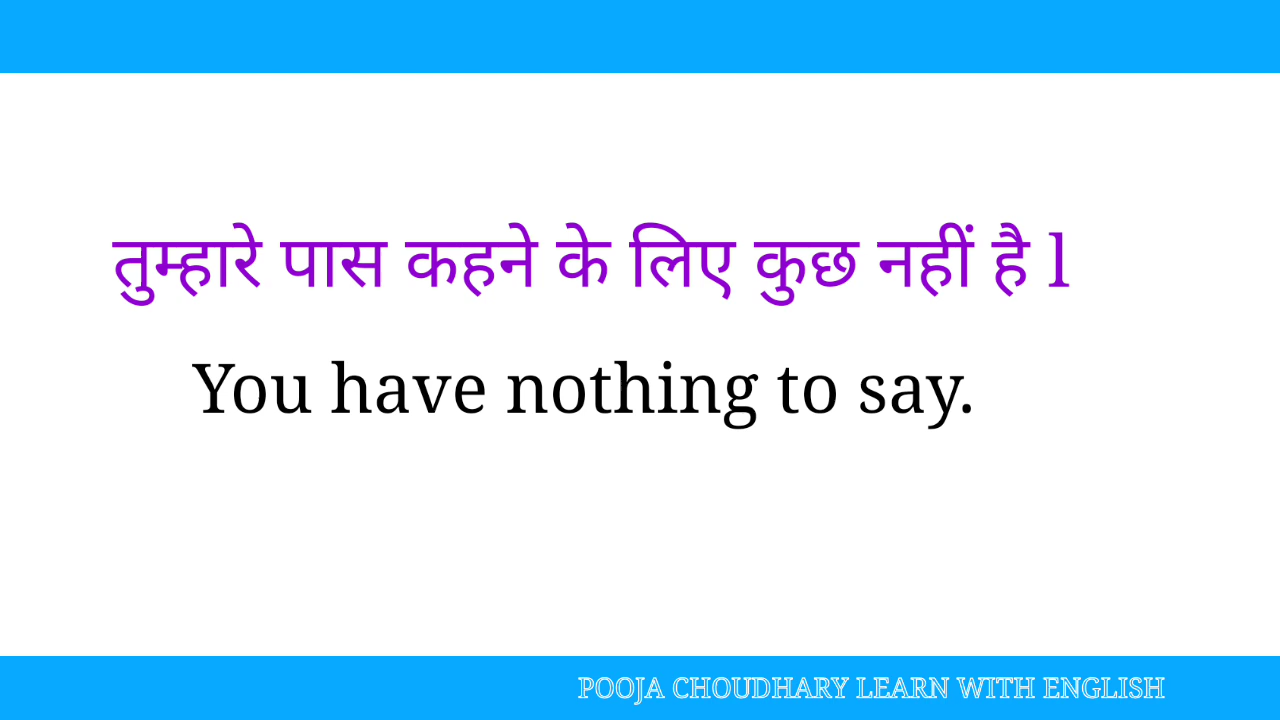 तुम्हारे पास कहने के लिए कुछ नहीं है l
You have nothing to say.
POOJA CHOUDHARY LEARN WITH ENGLISH